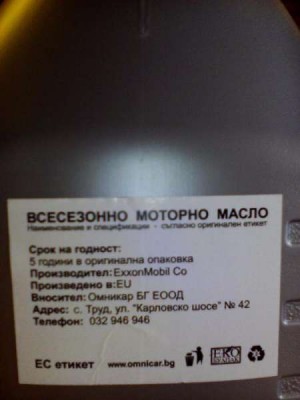 ВСЕСЕЗОННО МОТОРНО МАСЛО
Наименование и спецификации - съгласно оригинален етикет
Срок на годност:
5 години в оригинална опаковка
Производител: ExxonMobil Co
Произведено в: EU
Вносител: Омникар БГ ЕООД
Адрес: с. Труд, ул. "Карловско шосе" № 42
Телефон: 032 946 946
ЕС етикет www.omnicar.bg